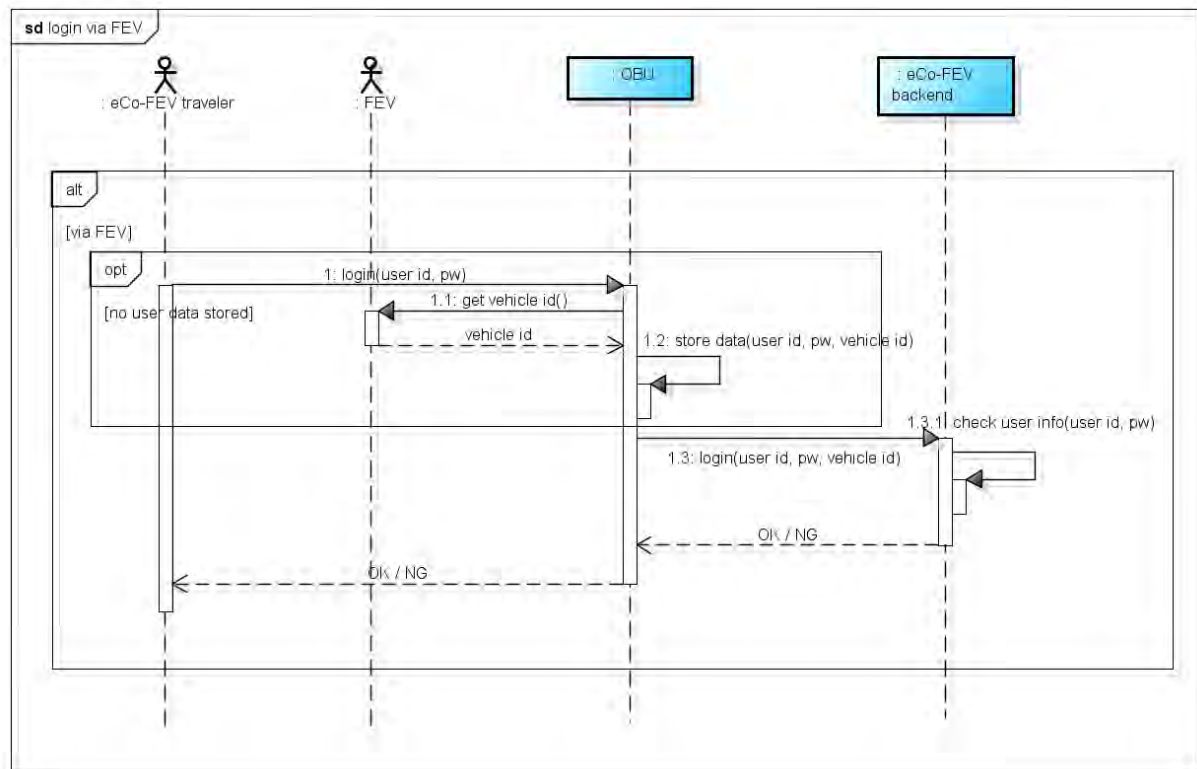 sd login via FEV
: eCo-FEV traveler
: FEV
: OBU
: eCo-FEV
backend
alt
[via FEV]
opt
1: login(user id, pw)
[no user data stored]
1.1: get vehicle id()
vehicle id
1.2: store data(user id, pw, vehicle id)
1.3.1: check user info(user id, pw)
1.3: login(user id, pw, vehicle id)
OK / NG
OK / NG